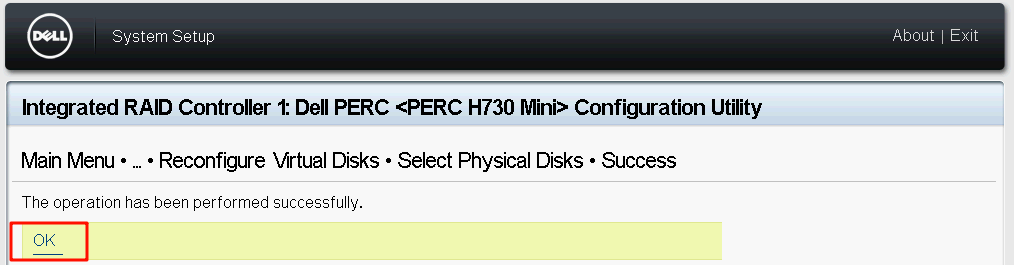 DELL System Setup About | Exit
Integrated RAID Controller 1: Dell PERC <PERC H730 Mini> Configuration Utility
Main Menu • ... • Reconfigure Virtual Disks • Select Physical Disks • Success
The operation has been performed successfully.
OK